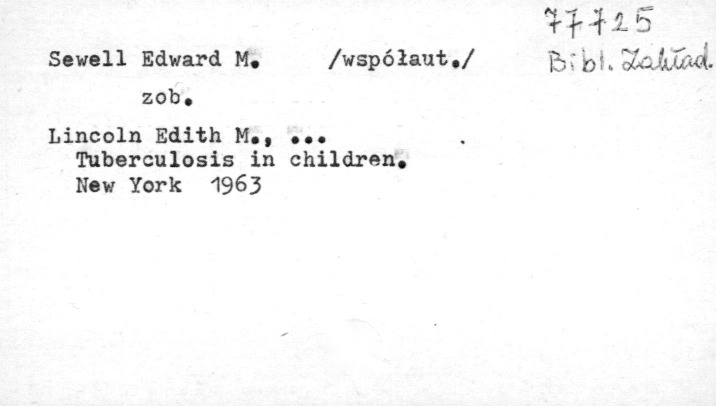 77725
Sewell Edward M. /współaut./ Bibl. Zakład.
zob.
Lincoln Edith M., ...
Tuberculosis in children.
New York 1963